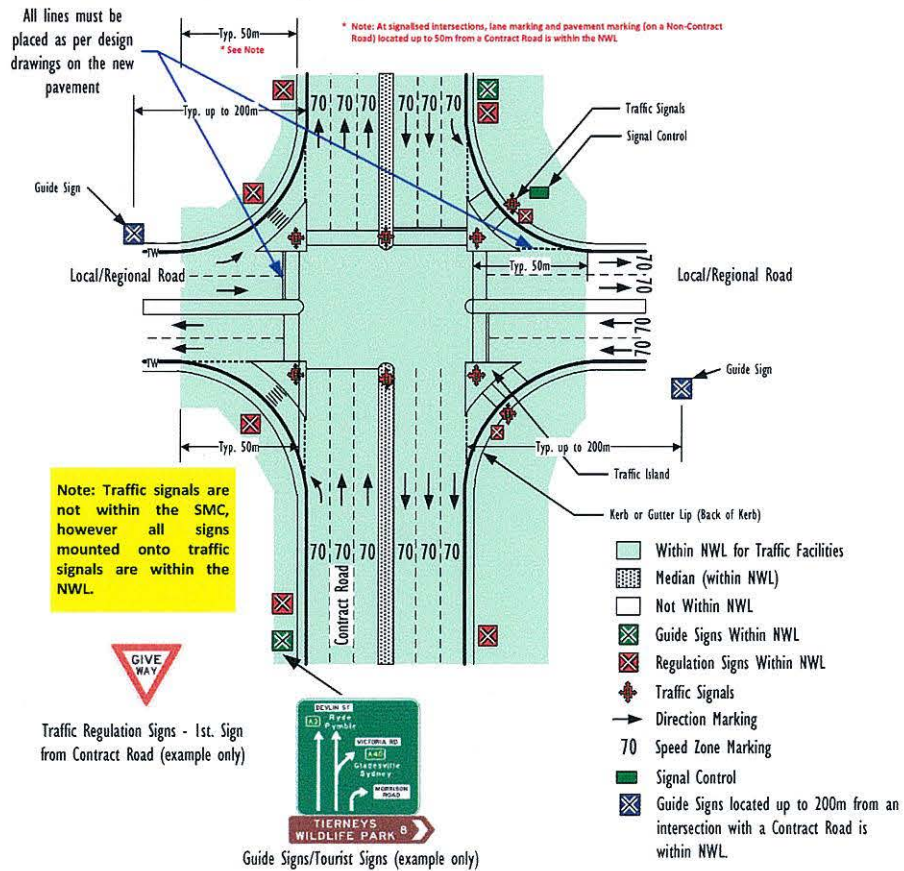 All lines must be
placed as per design
drawings on the new
pavement
Typ. 50m
* See Note
* Note: At signalised intersections, lane marking and pavement marking (on a Non-Contract
Road) located up to 50m from a Contract Road is within the NWL
Typ. up to 200m
70 70 70 70 70 70
Traffic Signals
Signal Control
Guide Sign
TW
Local/Regional Road
Typ. 50m
70
70
Local/Regional Road
70
70
TW
Guide Sign
Typ. 50m
Typ. up to 200m
Traffic Island
Note: Traffic signals are
not within the SMC,
however all signs
mounted onto traffic
signals are within the
NWL.
Kerb or Gutter Lip (Back of Kerb)
70 70 70 70 70 70
Contract Road
Within NWL for Traffic Facilities
Median (within NWL)
Not Within NWL
Guide Signs Within NWL
Regulation Signs Within NWL
Traffic Signals
Direction Marking
70 Speed Zone Marking
Signal Control
Guide Signs located up to 200m from an
intersection with a Contract Road is
within NWL.
GIVE
WAY
Traffic Regulation Signs - 1st. Sign
from Contract Road (example only)
DEVLIN ST
A3 Ryde
Pymble
VICTORIA RD
A40
Gladesville
Sydney
MORRISON
ROAD
TIERNEYS
WILDLIFE PARK 8
Guide Signs/Tourist Signs (example only)